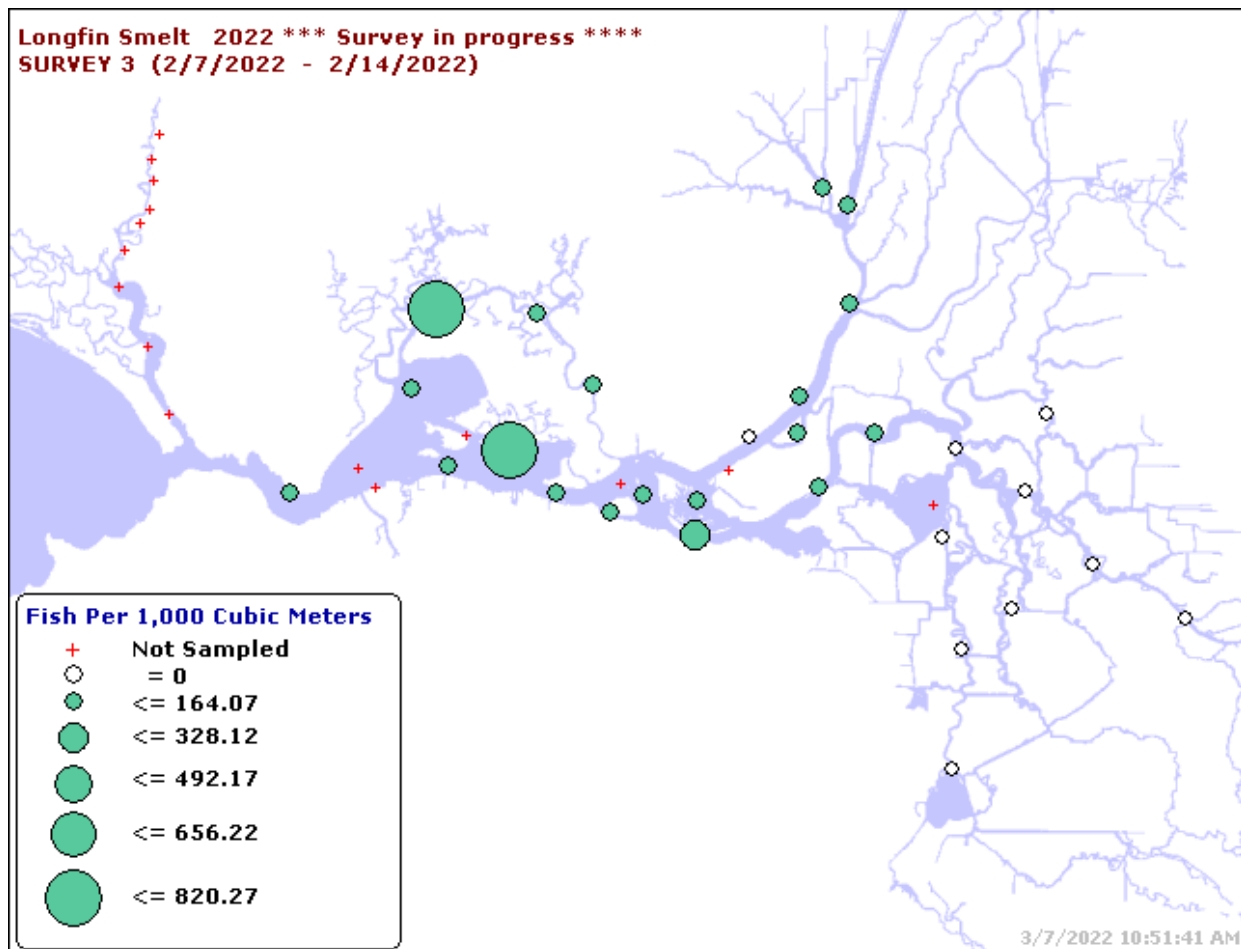 Longfin Smelt 2022 *** Survey in progress ****
SURVEY 3 (2/7/2022 - 2/14/2022)
Fish Per 1,000 Cubic Meters
Not Sampled
= 0
<= 164.07
<= 328.12
<= 492.17
<= 656.22
<= 820.27
3/7/2022 10:51:41 AM